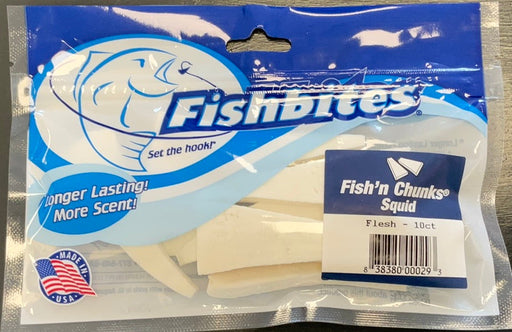 Fishbites®
Set the hook!™
Longer Lasting!
More Scent!
Fish'n Chunks®
Squid
Flesh - 10ct
8 38380 00029 3
MADE IN
U.S.A.